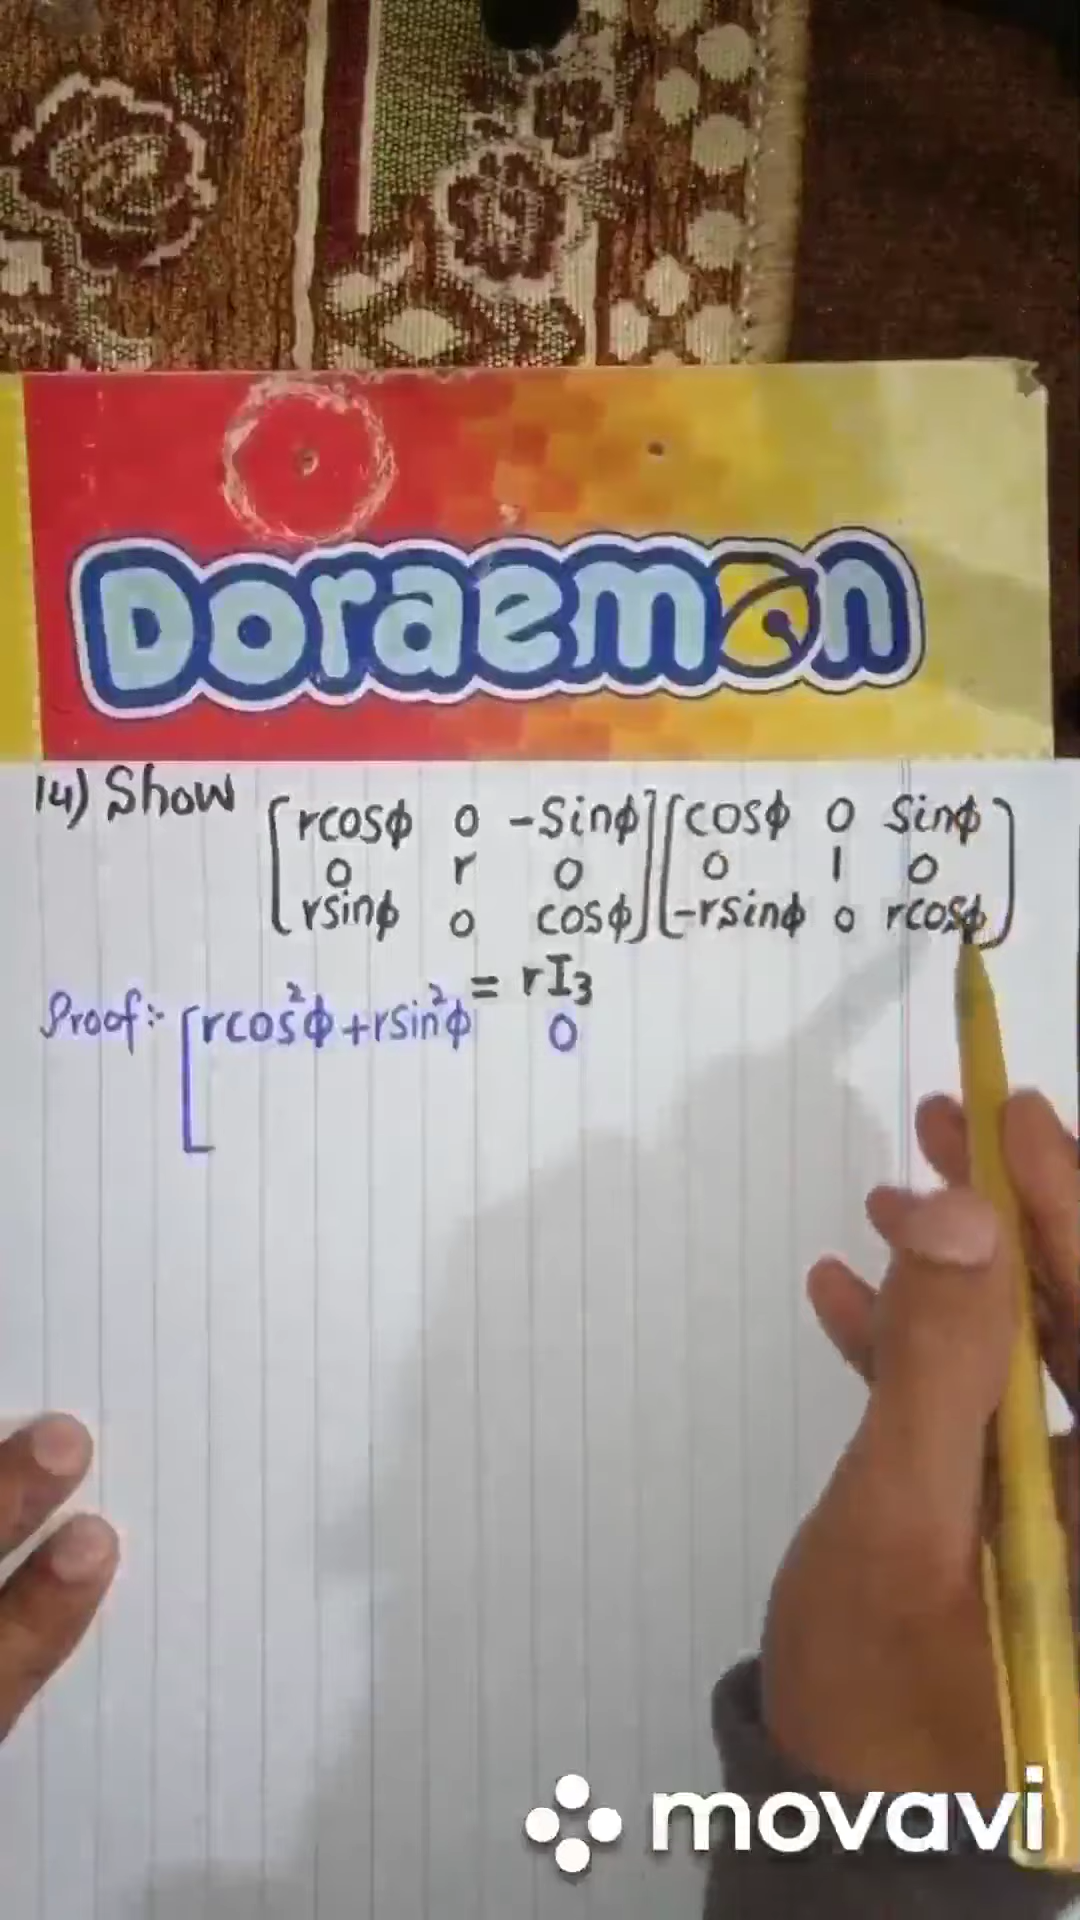 Doraemon
14) Show [rcosϕ 0 -Sinϕ] [cosϕ 0 Sinϕ]
0 r 0 0 1 0
rsinϕ 0 cosϕ -rsinϕ 0 rcosϕ
= rI₃
Proof:- [rcos²ϕ+rsin²ϕ 0
movavi